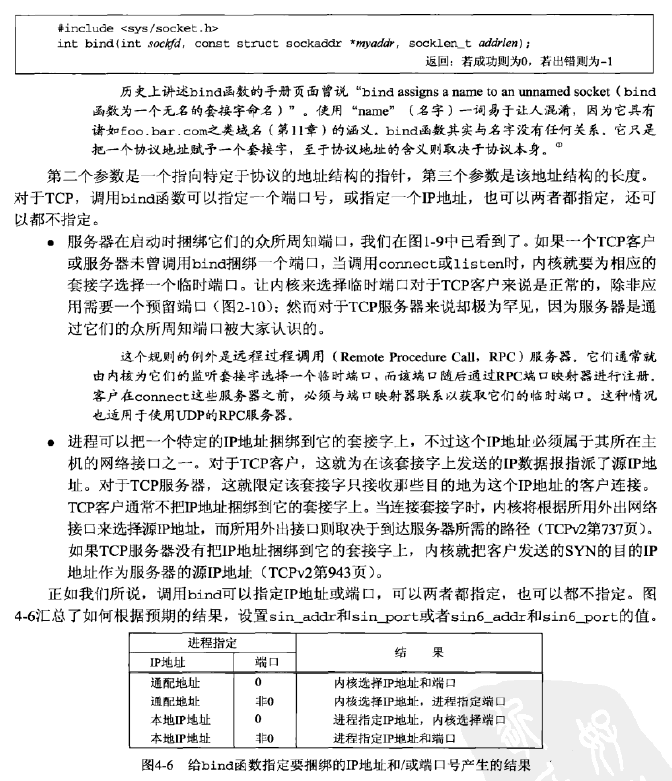 #include <sys/socket.h>
int bind(int sockfd, const struct sockaddr *myaddr, socklen_t addrlen);
返回：若成功则为0，若出错则为-1
历史上讲述bind函数的手册页面曾说“bind assigns a name to an unnamed socket（bind
函数为一个无名的套接字命名）”。使用“name”（名字）一词易于让人混淆，因为它具有
诸如foo.bar.com之类域名（第11章）的涵义。bind函数其实与名字没有任何关系。它只是
把一个协议地址赋予一个套接字，至于协议地址的含义则取决于协议本身。①
第二个参数是一个指向特定于协议的地址结构的指针，第三个参数是该地址结构的长度。
对于TCP，调用bind函数可以指定一个端口号，或指定一个IP地址，也可以两者都指定，还可
以都不指定。
● 服务器在启动时捆绑它们的众所周知端口，我们在图1-9中已看到了。如果一个TCP客户
或服务器未曾调用bind捆绑一个端口，当调用connect或listen时，内核就要为相应的
套接字选择一个临时端口。让内核来选择临时端口对于TCP客户来说是正常的，除非应
用需要一个预留端口（图2-10）；然而对于TCP服务器来说却极为罕见，因为服务器是通
过它们的众所周知端口被大家认识的。
这个规则的例外是远程过程调用（Remote Procedure Call，RPC）服务器。它们通常就
由内核为它们的监听套接字选择一个临时端口，而该端口随后通过RPC端口映射器进行注册。
客户在connect这些服务器之前，必须与端口映射器联系以获取它们的临时端口。这种情况
也适用于使用UDP的RPC服务器。
● 进程可以把一个特定的IP地址捆绑到它的套接字上，不过这个IP地址必须属于其所在主
机的网络接口之一。对于TCP客户，这就为在该套接字上发送的IP数据报指派了源IP地
址。对于TCP服务器，这就限定该套接字只接收那些目的地为这个IP地址的客户连接。
TCP客户通常不把IP地址捆绑到它的套接字上。当连接套接字时，内核将根据所用外出网络
接口来选择源IP地址，而所用外出接口则取决于到达服务器所需的路径（TCPv2第737页）。
如果TCP服务器没有把IP地址捆绑到它的套接字上，内核就把客户发送的SYN的目的IP
地址作为服务器的源IP地址（TCPv2第943页）。
正如我们所说，调用bind可以指定IP地址或端口，可以两者都指定，也可以都不指定。图
4-6汇总了如何根据预期的结果，设置sin_addr和sin_port或者sin6_addr和sin6_port的值。
进程指定 结 果
IP地址 端口
通配地址 0 内核选择IP地址和端口
通配地址 非0 内核选择IP地址，进程指定端口
本地IP地址 0 进程指定IP地址，内核选择端口
本地IP地址 非0 进程指定IP地址和端口
图4-6 给bind函数指定要捆绑的IP地址和/或端口号产生的结果